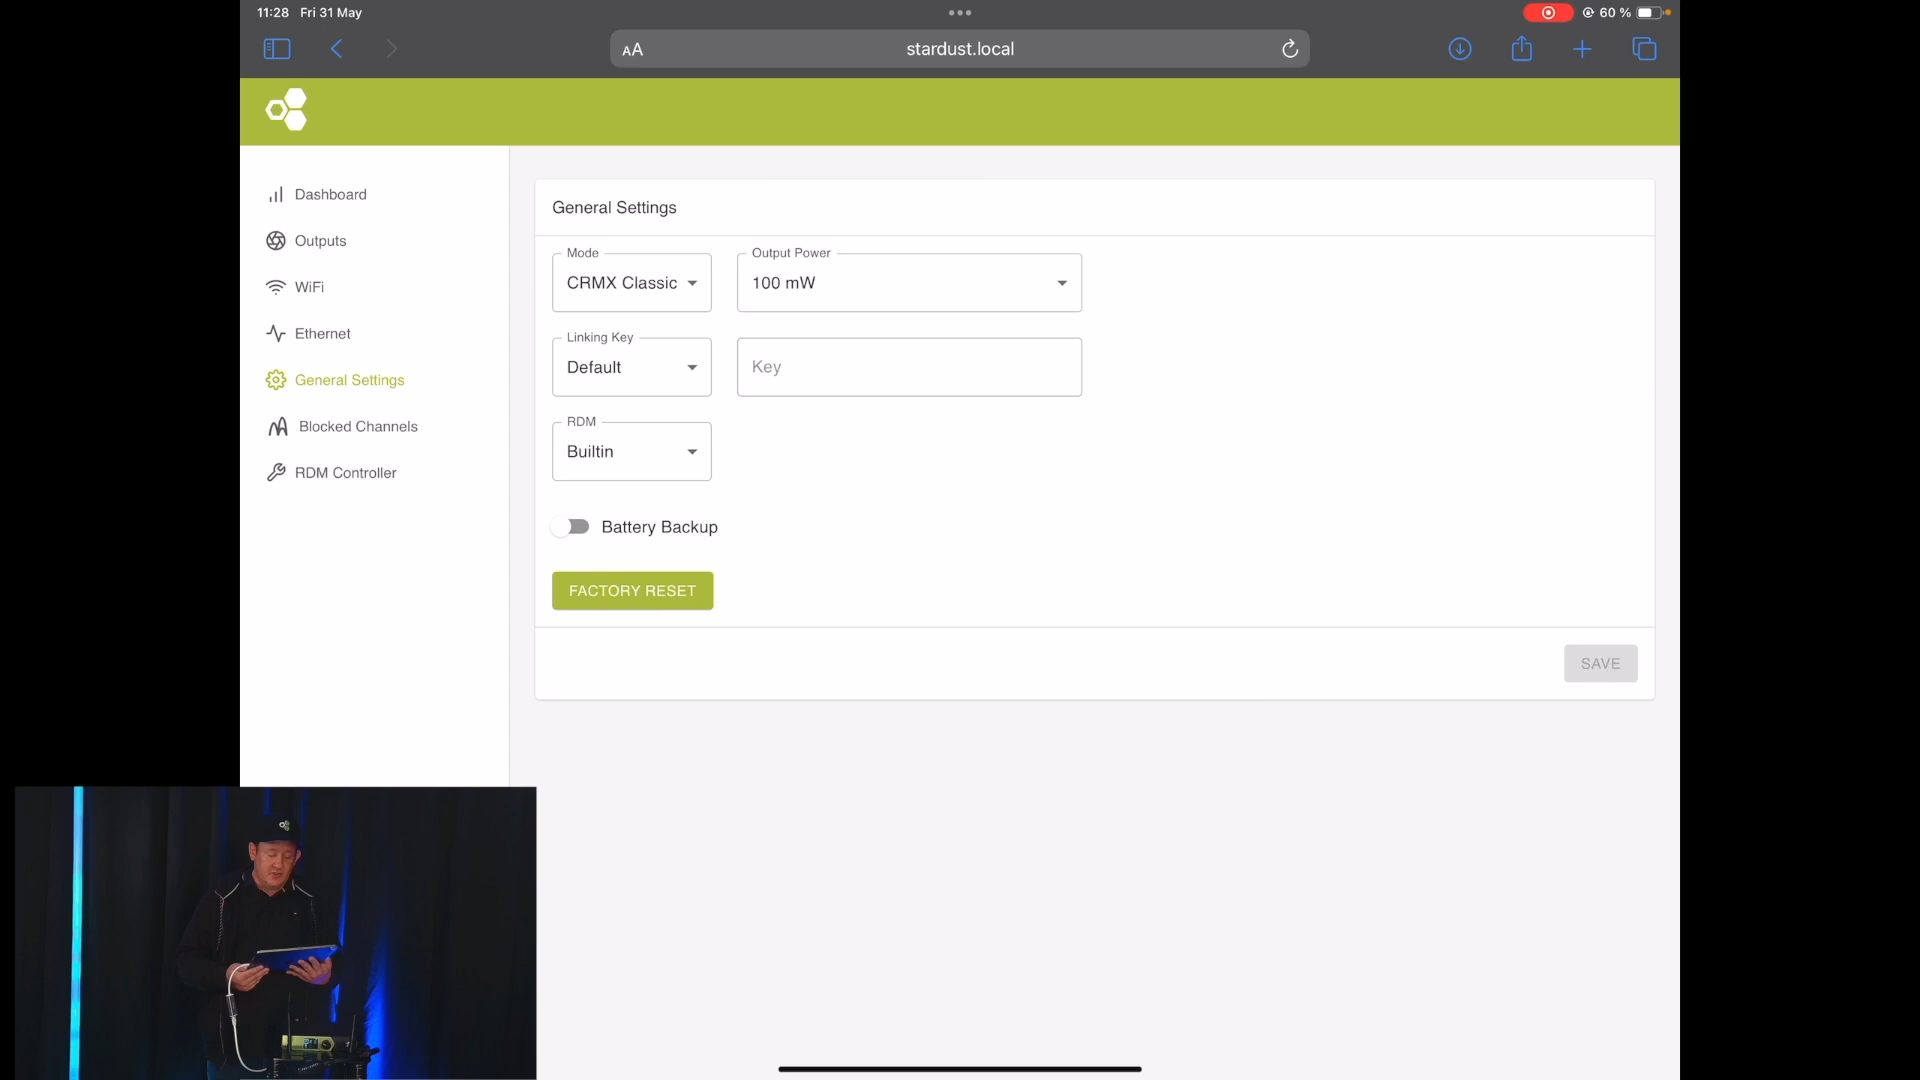 11:28 Fri 31 May
60 %
AA
stardust.local
Dashboard
Outputs
WiFi
Ethernet
General Settings
Blocked Channels
RDM Controller
General Settings
Mode
CRMX Classic
Output Power
100 mW
Linking Key
Default
Key
RDM
Builtin
Battery Backup
FACTORY RESET
SAVE